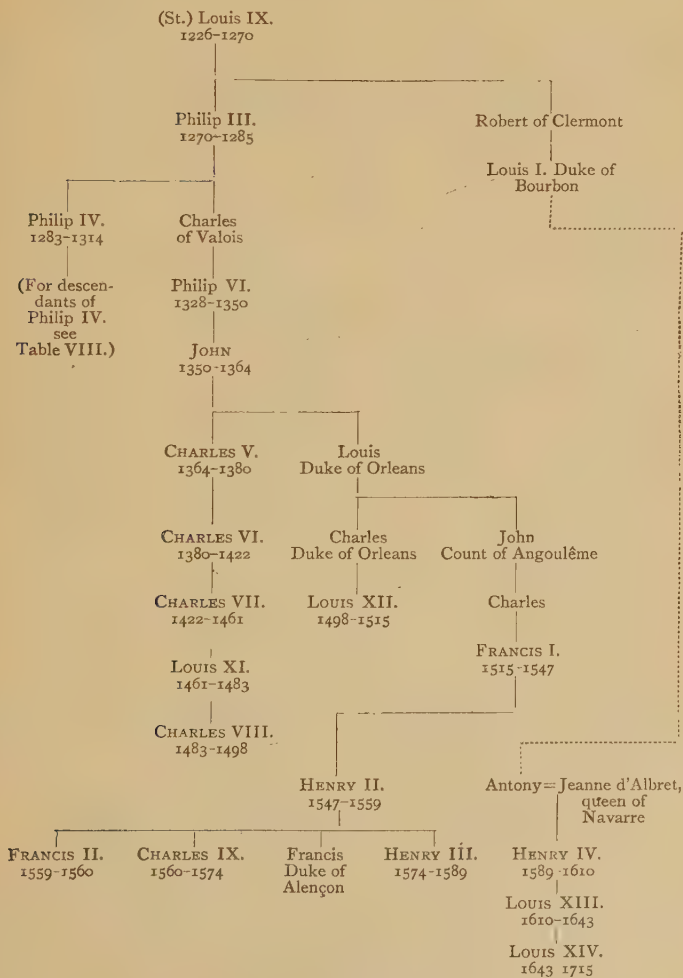 (St.) Louis IX.
1226-1270
Philip III.
1270-1285
Robert of Clermont
Louis I. Duke of
Bourbon
Philip IV.
1283-1314
Charles
of Valois
(For descen-
dants of
Philip IV.
see
Table VIII.)
Philip VI.
1328-1350
JOHN
1350-1364
CHARLES V.
1364-1380
Louis
Duke of Orleans
CHARLES VI.
1380-1422
Charles
Duke of Orleans
John
Count of Angoulême
CHARLES VII.
1422-1461
LOUIS XII.
1498-1515
Charles
LOUIS XI.
1461-1483
FRANCIS I.
1515-1547
CHARLES VIII.
1483-1498
HENRY II.
1547-1559
Antony=Jeanne d'Albret,
queen of
Navarre
FRANCIS II.
1559-1560
CHARLES IX.
1560-1574
Francis
Duke of
Alençon
HENRY III.
1574-1589
HENRY IV.
1589-1610
LOUIS XIII.
1610-1643
LOUIS XIV.
1643 1715